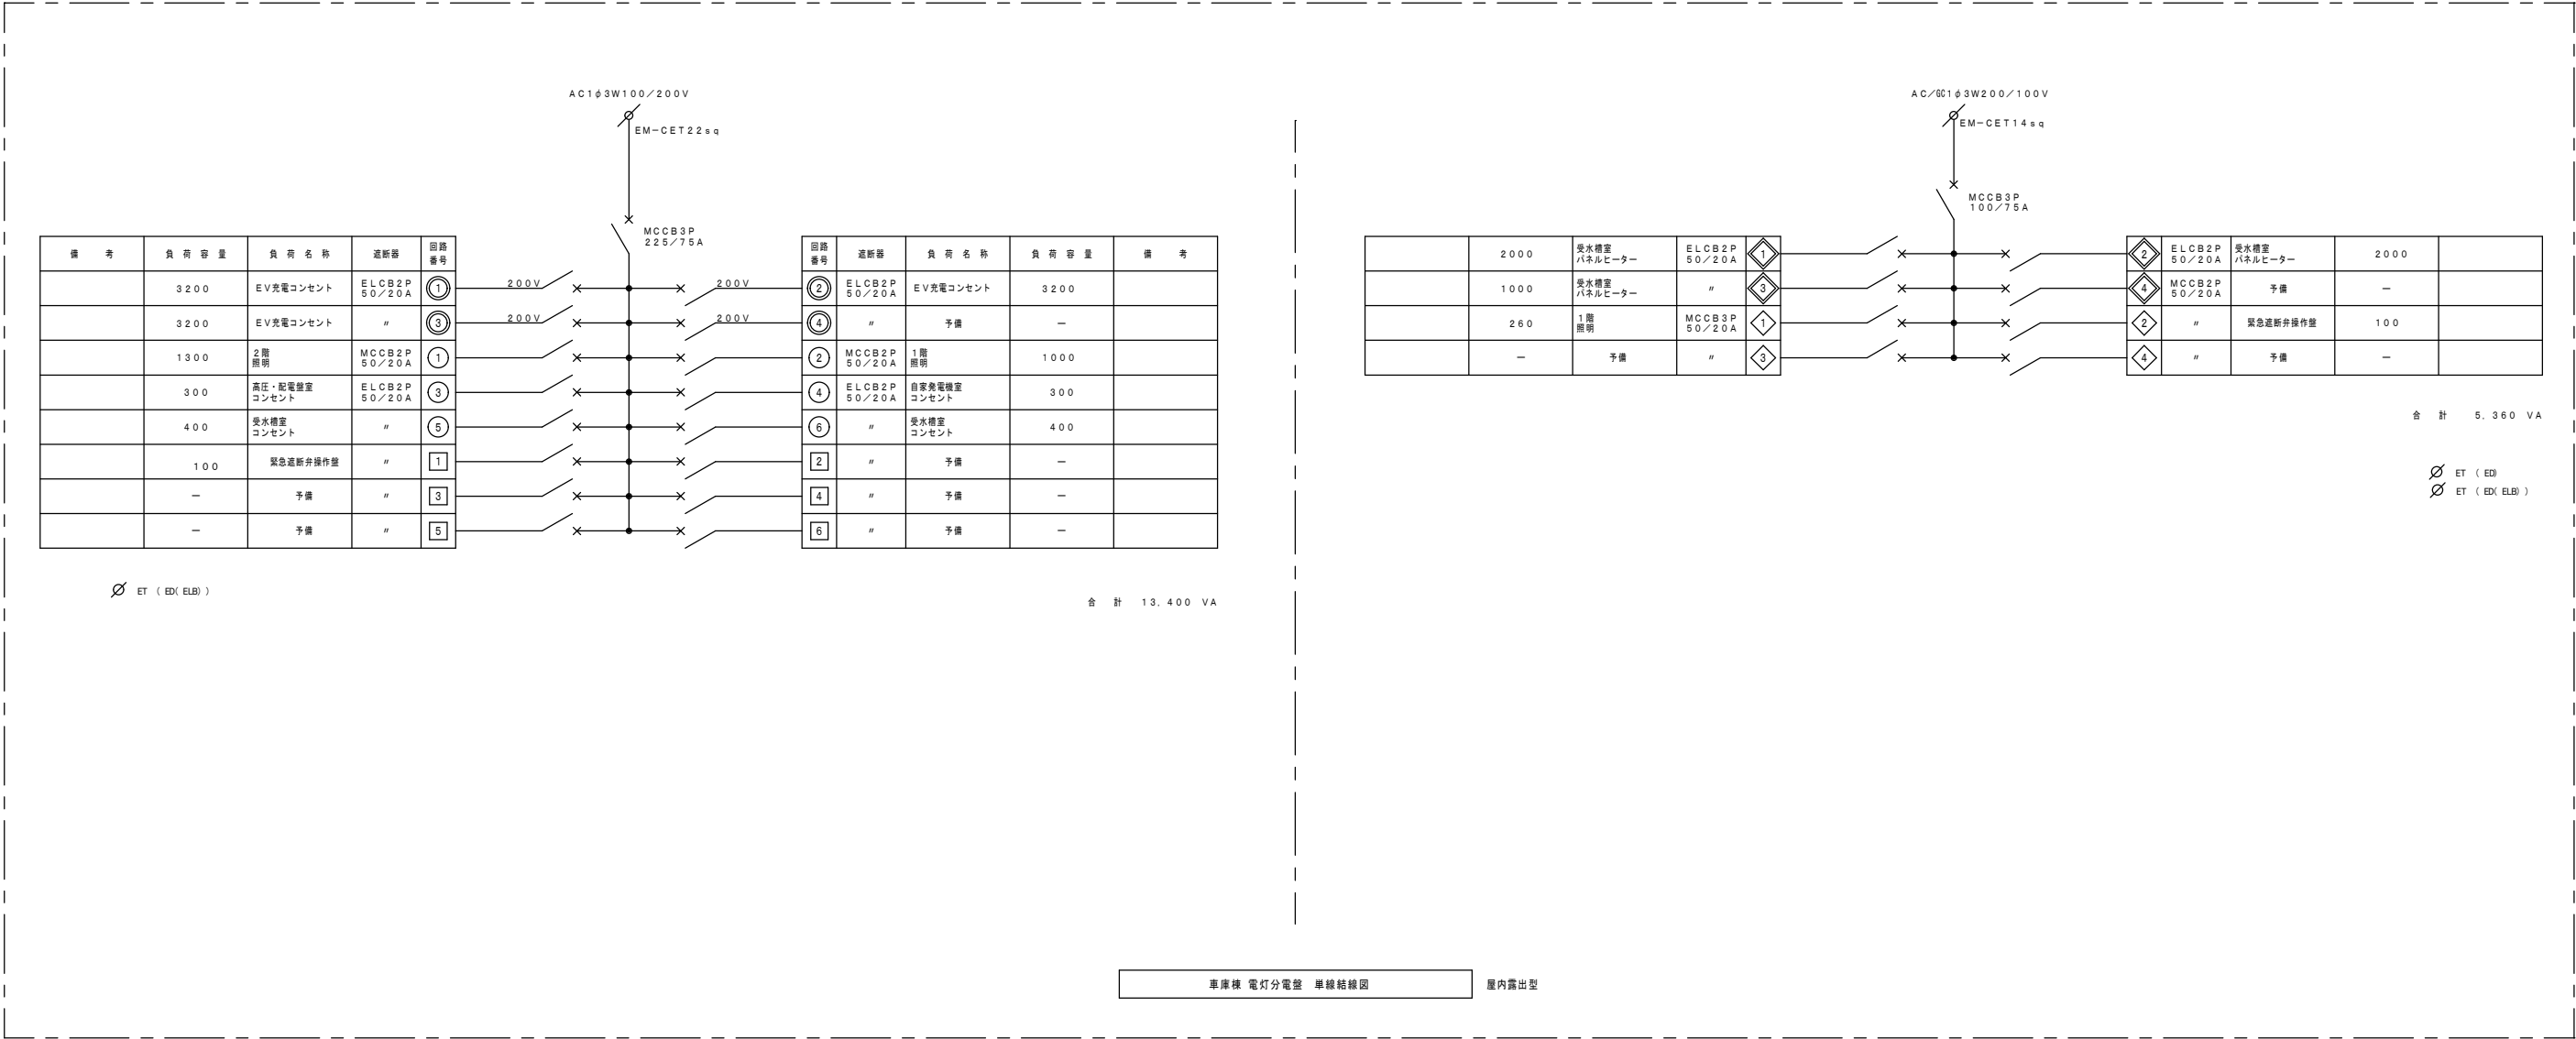 AC1φ3W100/200V
EM-CET22sq
MCCB3P
225/75A
備 考 負荷容量 負荷名称 遮断器 回路番号
3200 EV充電コンセント ELCB2P 50/20A 1 200V
3200 EV充電コンセント 〃 3 200V
1300 2階照明 MCCB2P 50/20A 1
300 高圧・配電盤室コンセント ELCB2P 50/20A 3
400 受水槽室コンセント 〃 5
100 緊急遮断弁操作盤 〃 1
― 予備 〃 3
― 予備 〃 5
回路番号 遮断器 負荷名称 負荷容量 備 考
200V 2 ELCB2P 50/20A EV充電コンセント 3200
200V 4 〃 予備 ―
2 MCCB2P 50/20A 1階照明 1000
4 ELCB2P 50/20A 自家発電機室コンセント 300
6 〃 受水槽室コンセント 400
2 〃 予備 ―
4 〃 予備 ―
6 〃 予備 ―
ET (ED(ELB))
合 計 13,400 VA
AC/GC1φ3W200/100V
EM-CET14sq
MCCB3P
100/75A
2000 受水槽室パネルヒーター ELCB2P 50/20A 1
1000 受水槽室パネルヒーター 〃 3
260 1階照明 MCCB3P 50/20A 1
― 予備 〃 3
2 ELCB2P 50/20A 受水槽室パネルヒーター 2000
4 MCCB2P 50/20A 予備 ―
2 〃 緊急遮断弁操作盤 100
4 〃 予備 ―
合 計 5,360 VA
ET (ED)
ET (ED(ELB))
車庫棟 電灯分電盤 単線結線図 屋内露出型